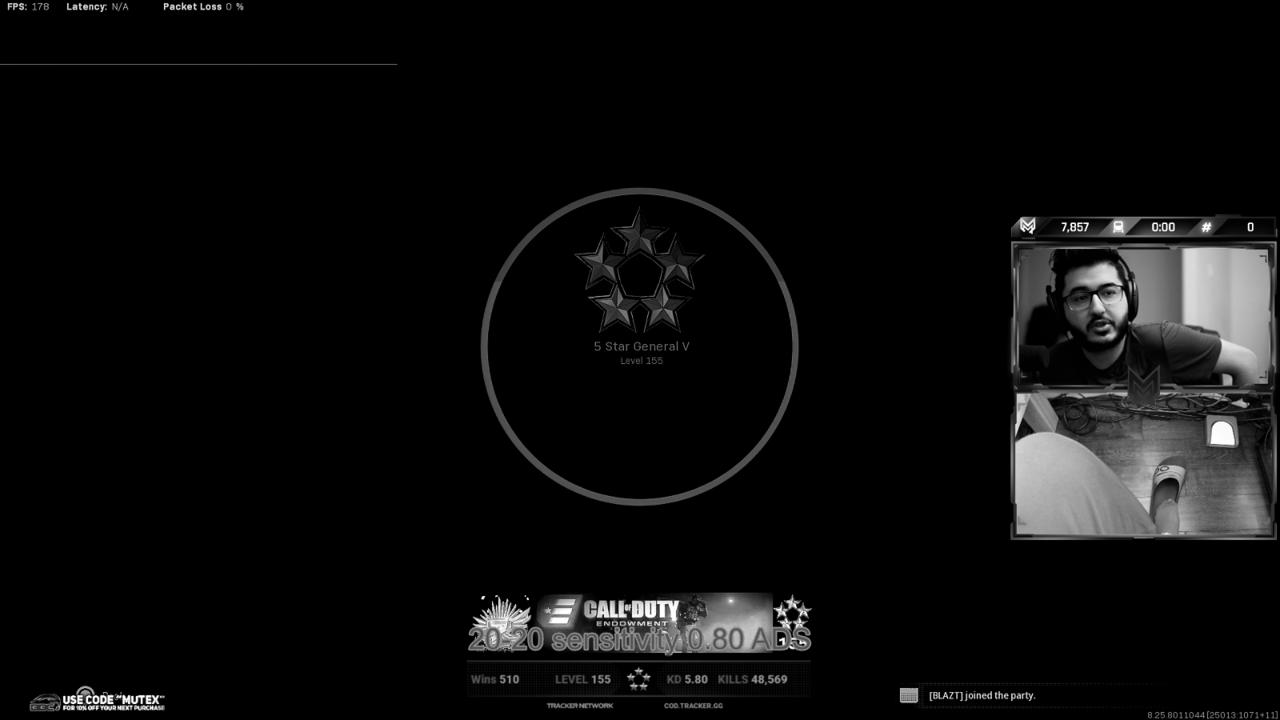 FPS: 178 Latency: N/A Packet Loss 0 %
7,857 0:00 # 0
5 Star General V
Level 155
CALL OF DUTY
ENDOWMENT
20-20 sensitivity 0.80 ADS
Wins 510 LEVEL 155 KD 5.80 KILLS 48,569
TRACKER NETWORK COD.TRACKER.GG
USE CODE "MUTEX"
FOR 10% OFF YOUR NEXT PURCHASE
[BLAZT] joined the party.
8.25.8011044[25013:1071+11]